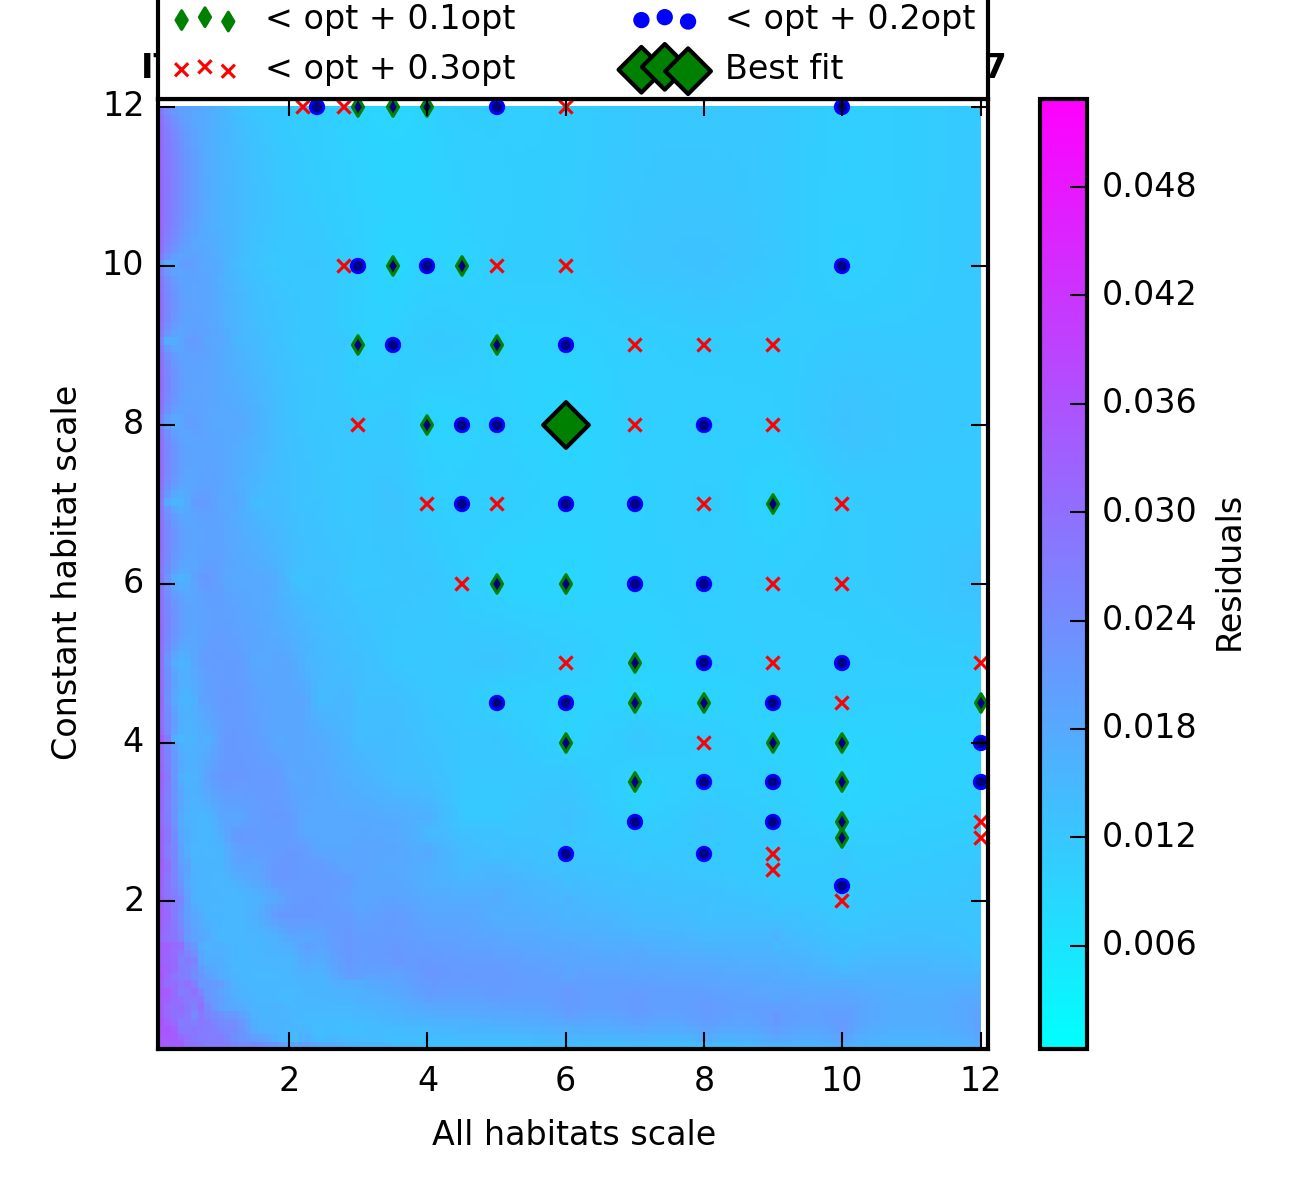 < opt + 0.1opt
< opt + 0.2opt
< opt + 0.3opt
Best fit
7
12
10
8
6
4
2
Constant habitat scale
2 4 6 8 10 12
All habitats scale
0.048
0.042
0.036
0.030
0.024
0.018
0.012
0.006
Residuals